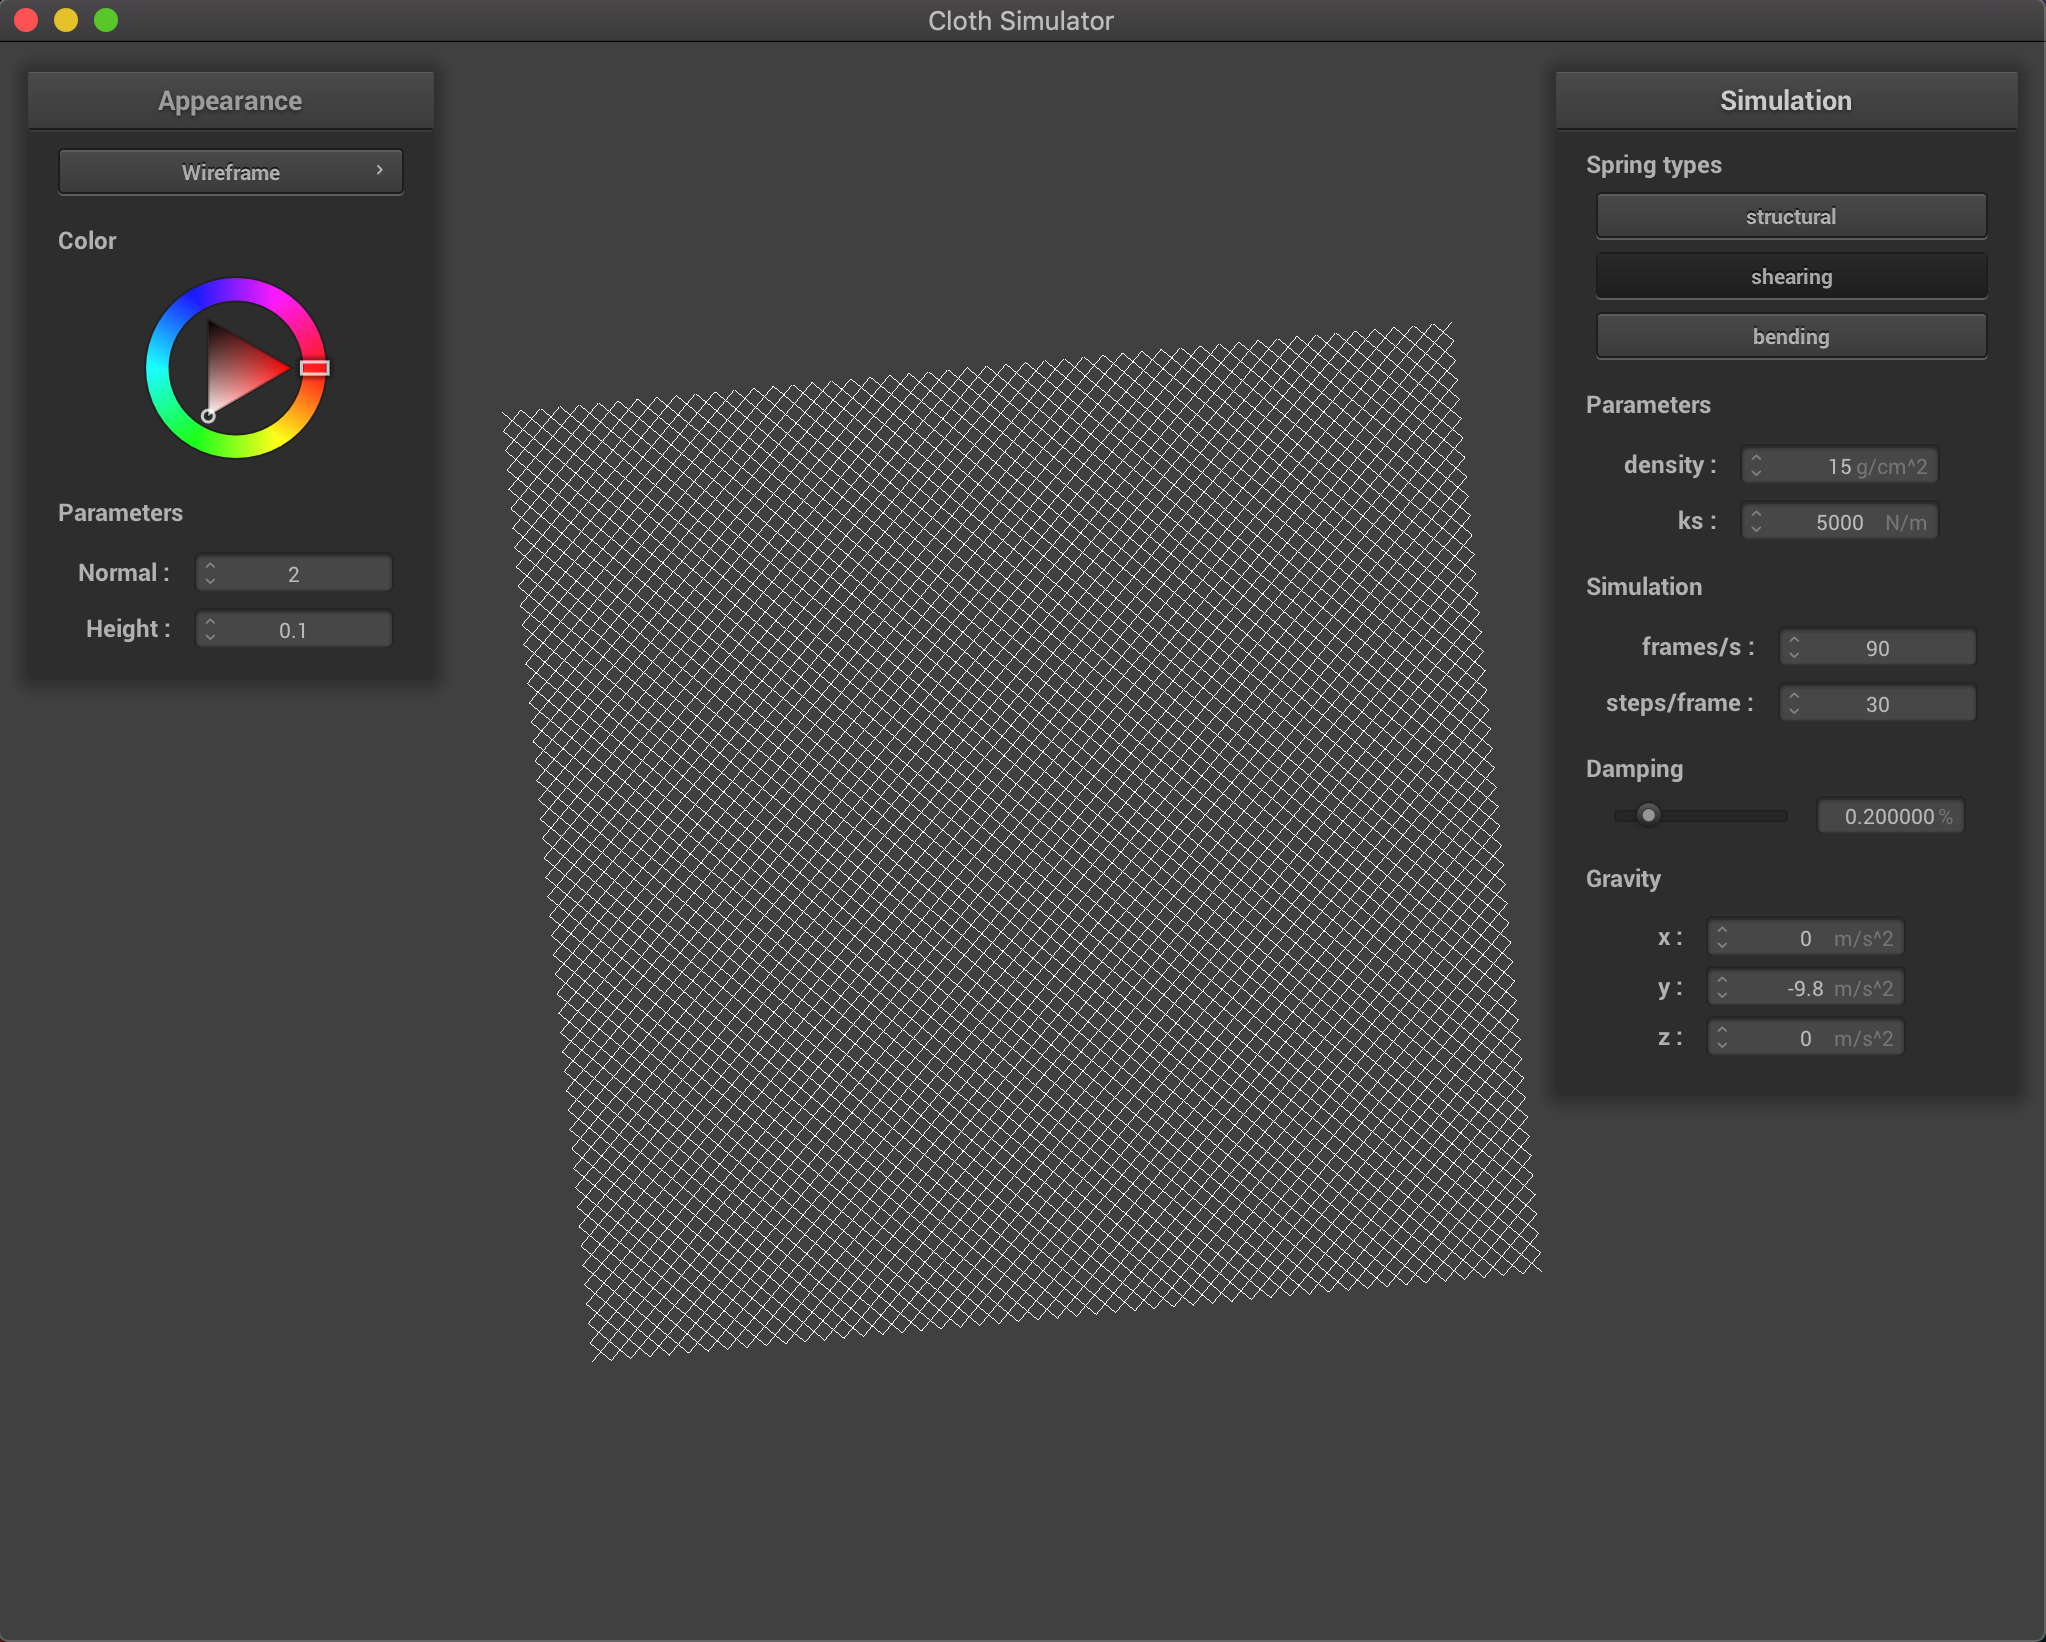 Cloth Simulator
Appearance
Wireframe
Color
Parameters
Normal : 2
Height : 0.1
Simulation
Spring types
structural
shearing
bending
Parameters
density : 15 g/cm^2
ks : 5000 N/m
Simulation
frames/s : 90
steps/frame : 30
Damping
0.200000 %
Gravity
x : 0 m/s^2
y : -9.8 m/s^2
z : 0 m/s^2